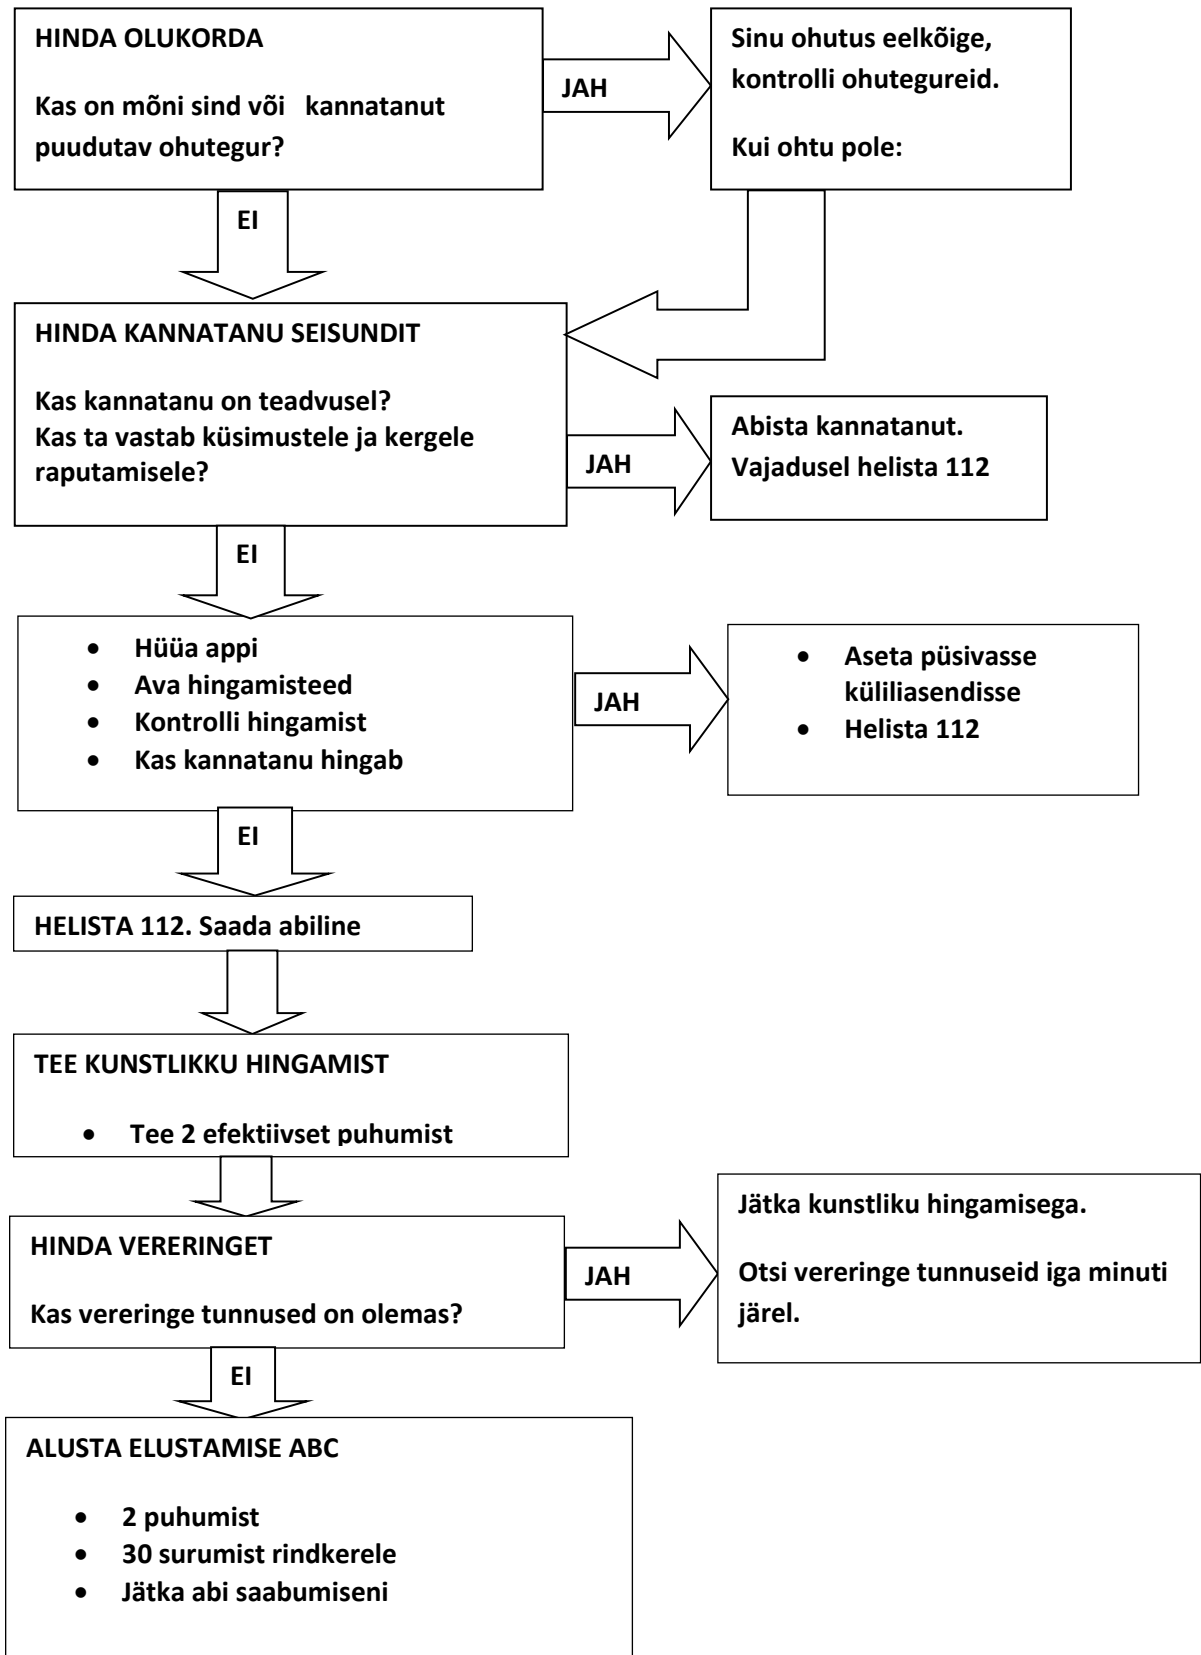 HINDA OLUKORDA
Kas on mõni sind või kannatanut
puudutav ohutegur?
JAH
Sinu ohutus eelkõige,
kontrolli ohutegureid.
Kui ohtu pole:
EI
HINDA KANNATANU SEISUNDIT
Kas kannatanu on teadvusel?
Kas ta vastab küsimustele ja kergele
raputamisele?
JAH
Abista kannatanut.
Vajadusel helista 112
EI
• Hüüa appi
• Ava hingamisteed
• Kontrolli hingamist
• Kas kannatanu hingab
JAH
• Aseta püsivasse
küliliasendisse
• Helista 112
EI
HELISTA 112. Saada abiline
TEE KUNSTLIKKU HINGAMIST
• Tee 2 efektiivset puhumist
HINDA VERERINGET
Kas vereringe tunnused on olemas?
JAH
Jätka kunstliku hingamisega.
Otsi vereringe tunnuseid iga minuti
järel.
EI
ALUSTA ELUSTAMISE ABC
• 2 puhumist
• 30 surumist rindkerele
• Jätka abi saabumiseni